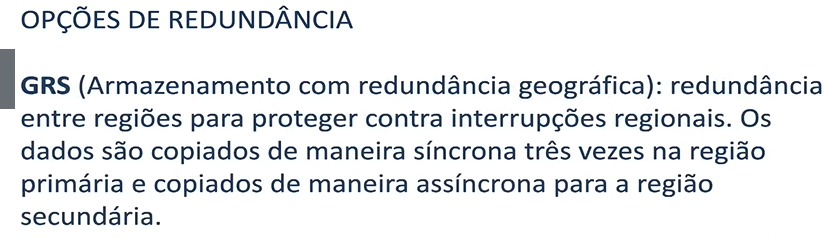 OPÇÕES DE REDUNDÂNCIA
GRS (Armazenamento com redundância geográfica): redundância
entre regiões para proteger contra interrupções regionais. Os
dados são copiados de maneira síncrona três vezes na região
primária e copiados de maneira assíncrona para a região
secundária.